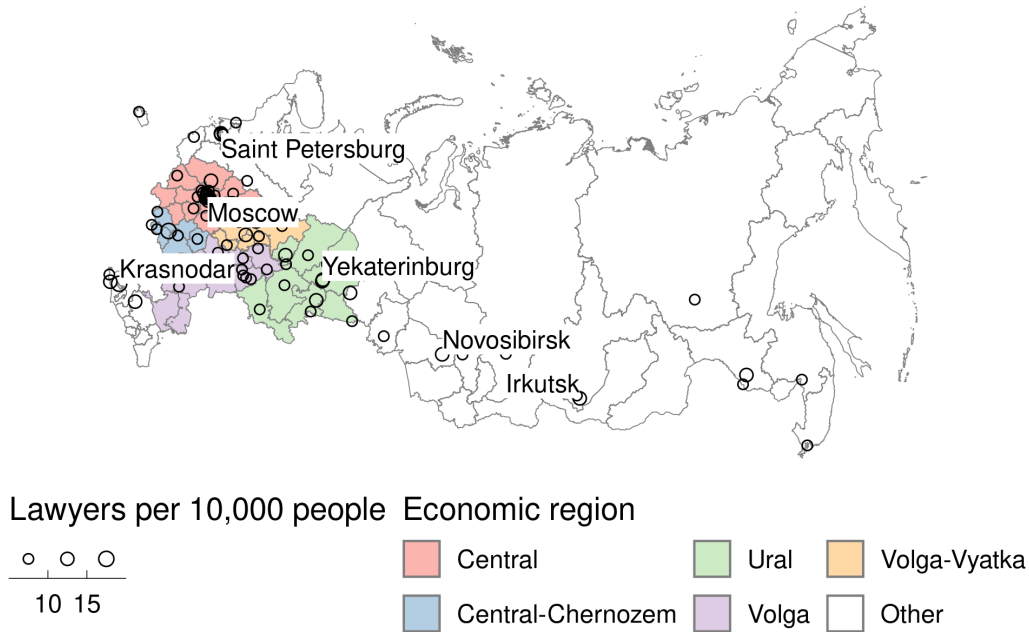 Saint Petersburg
Moscow
Krasnodar
Yekaterinburg
Novosibirsk
Irkutsk
Lawyers per 10,000 people
10 15
Economic region
Central
Ural
Volga-Vyatka
Central-Chernozem
Volga
Other